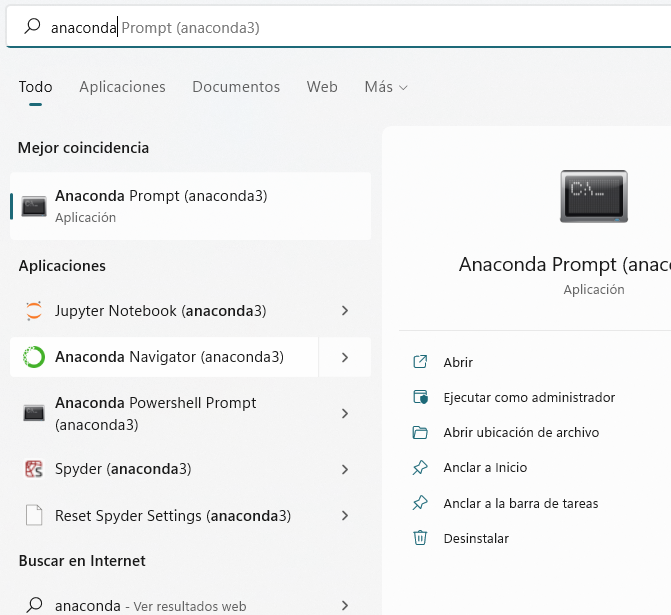 anaconda Prompt (anaconda3)
Todo Aplicaciones Documentos Web Más
Mejor coincidencia
Anaconda Prompt (anaconda3)
Aplicación
Aplicaciones
Jupyter Notebook (anaconda3)
Anaconda Navigator (anaconda3)
Anaconda Powershell Prompt
(anaconda3)
Spyder (anaconda3)
Reset Spyder Settings (anaconda3)
Buscar en Internet
anaconda - Ver resultados web
C:\_
Anaconda Prompt (anac
Aplicación
Abrir
Ejecutar como administrador
Abrir ubicación de archivo
Anclar a Inicio
Anclar a la barra de tareas
Desinstalar